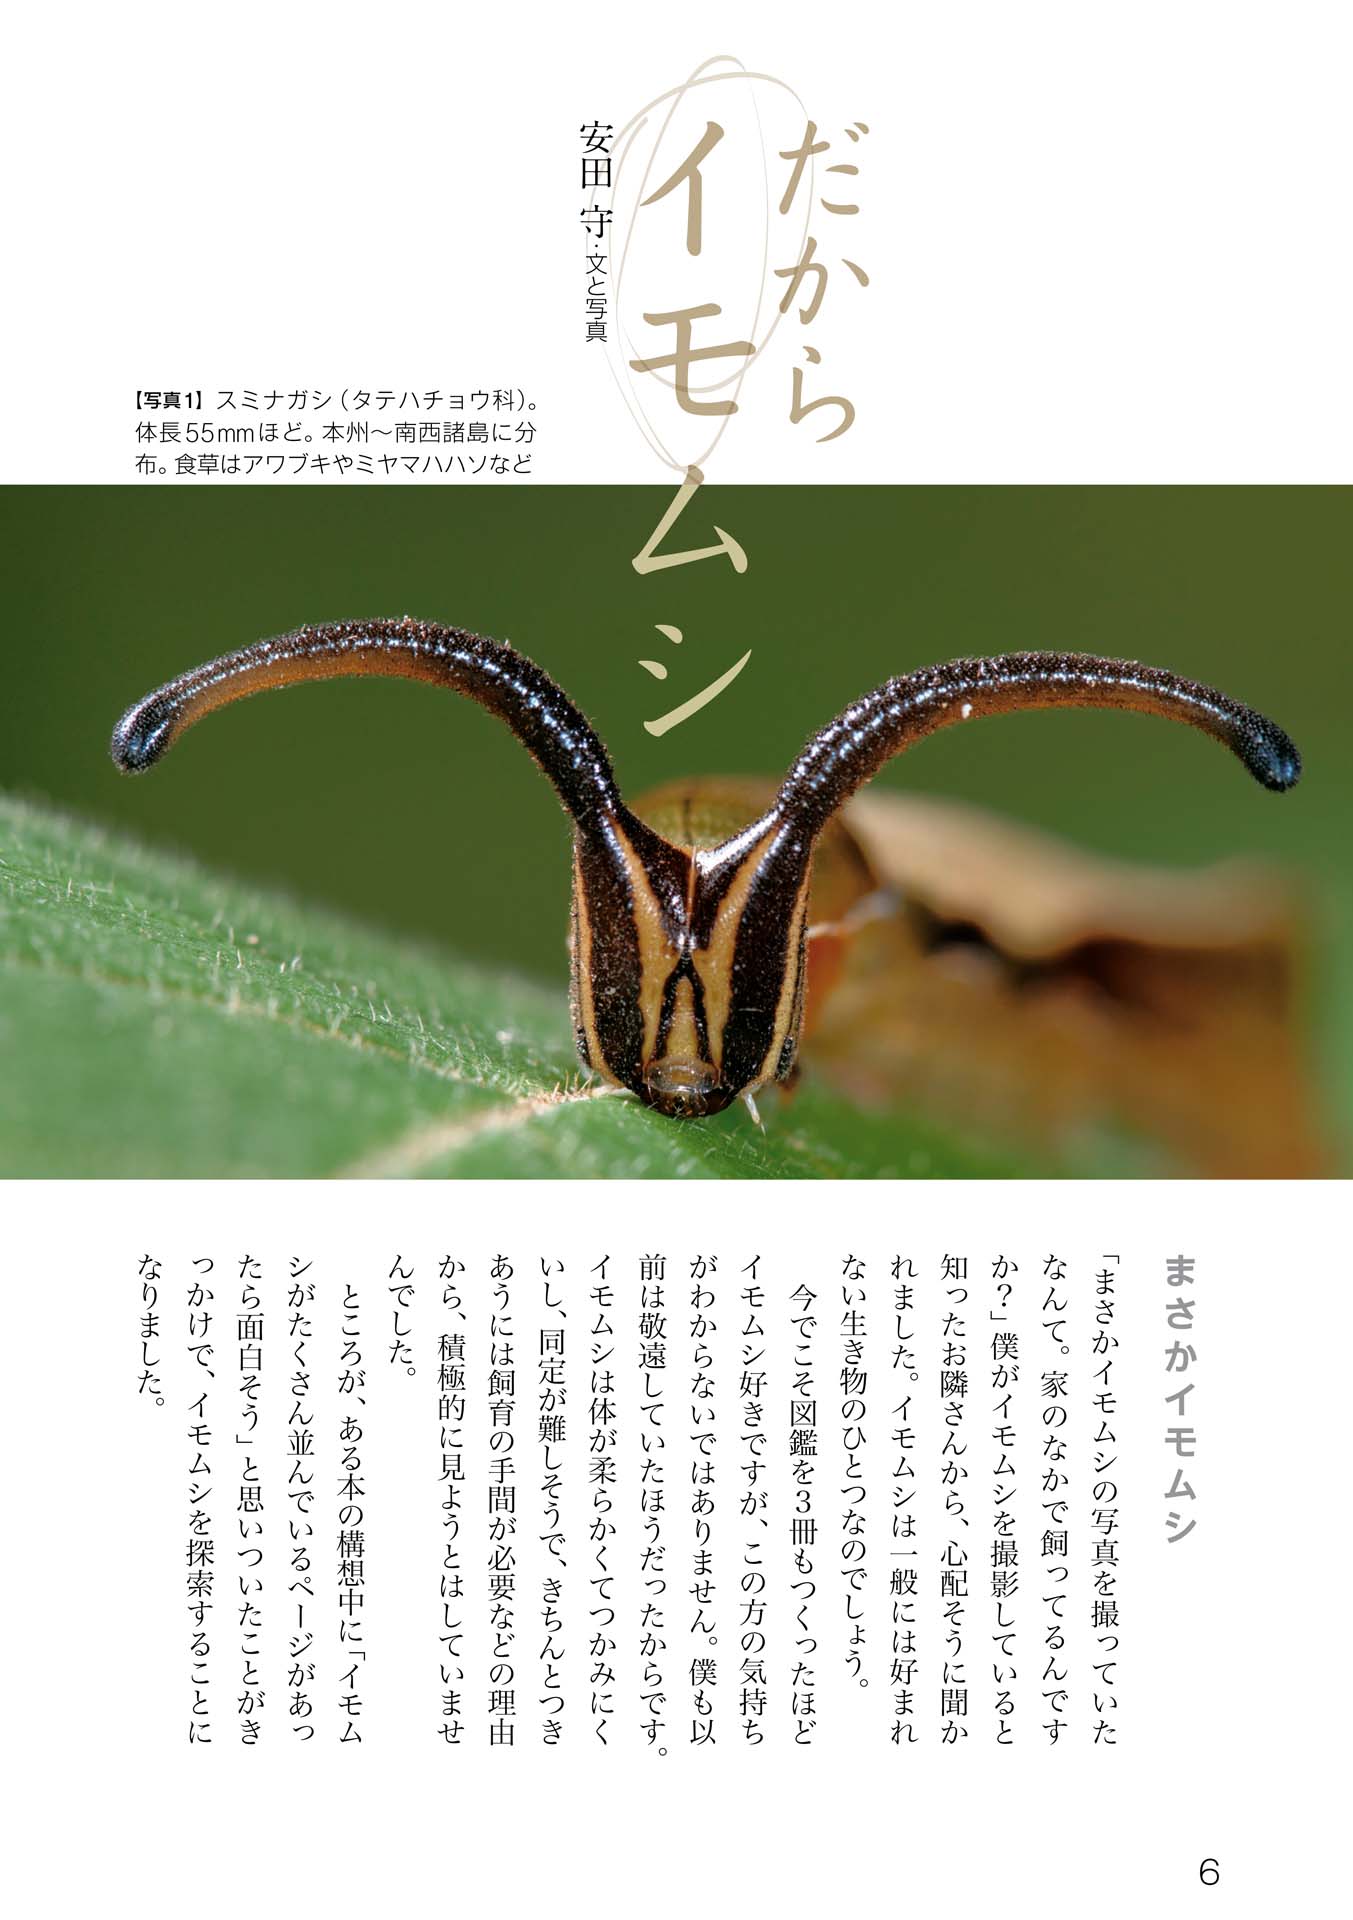 だから
イモムシ
安田 守・文と写真
【写真1】スミナガシ(タテハチョウ科)。
体長55mmほど。本州〜南西諸島に分
布。食草はアワブキやミヤマハハソなど
まさかイモムシ
「まさかイモムシの写真を撮っていた
なんて。家のなかで飼ってるんです
か?」僕がイモムシを撮影していると
知ったお隣さんから、心配そうに聞か
れました。イモムシは一般には好まれ
ない生き物のひとつなのでしょう。
今でこそ図鑑を3冊もつくったほど
イモムシ好きですが、この方の気持ち
がわからないではありません。僕も以
前は敬遠していたほうだったからです。
イモムシは体が柔らかくてつかみにく
いし、同定が難しそうで、きちんとつき
あうには飼育の手間が必要などの理由
から、積極的に見ようとはしていませ
んでした。
ところが、ある本の構想中に「イモム
シがたくさん並んでいるページがあっ
たら面白そう」と思いついたことがき
っかけで、イモムシを探索することに
なりました。
6